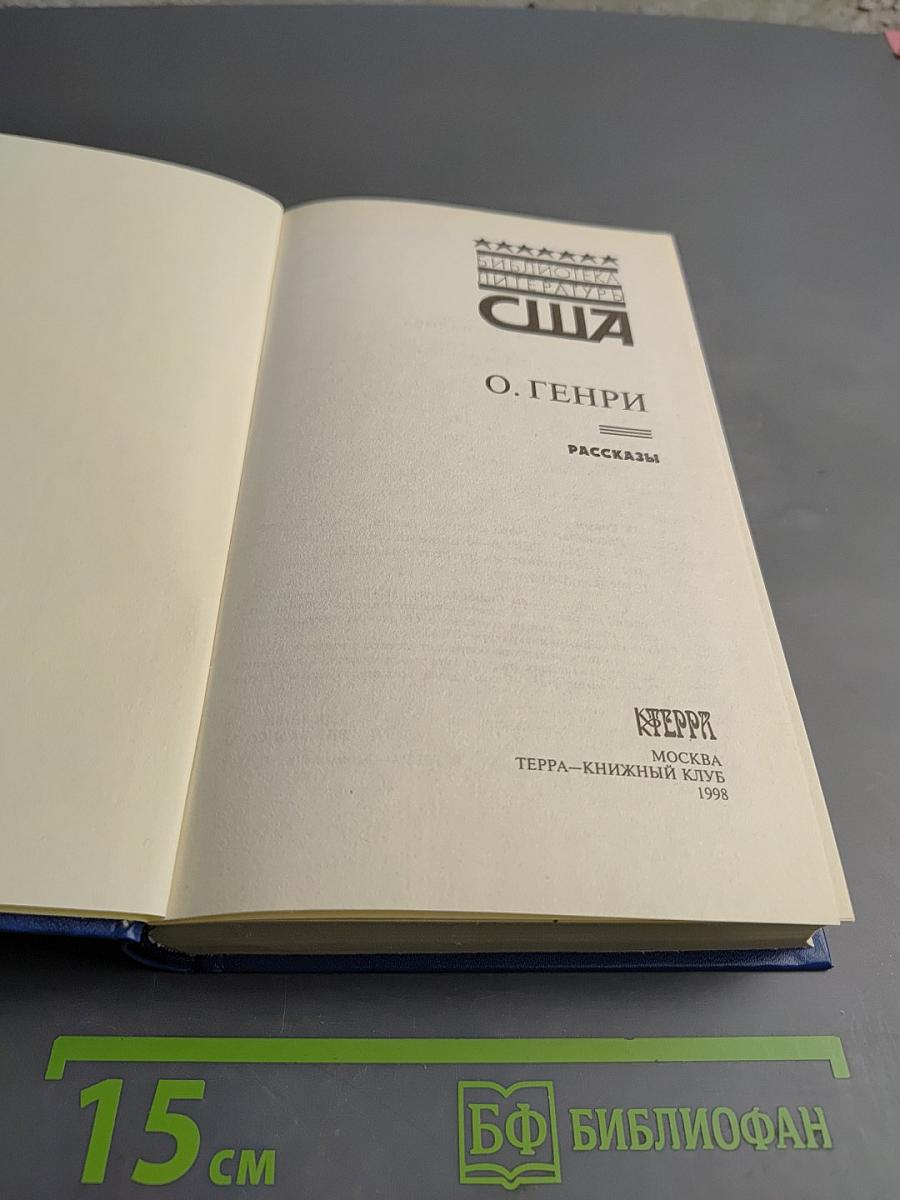 БИБЛИОТЕКА
ЛИТЕРАТУРЫ
США
О. ГЕНРИ
РАССКАЗЫ
ТЕРРА
МОСКВА
ТЕРРА—КНИЖНЫЙ КЛУБ
1998
15 см
БФ БИБЛИОФАН